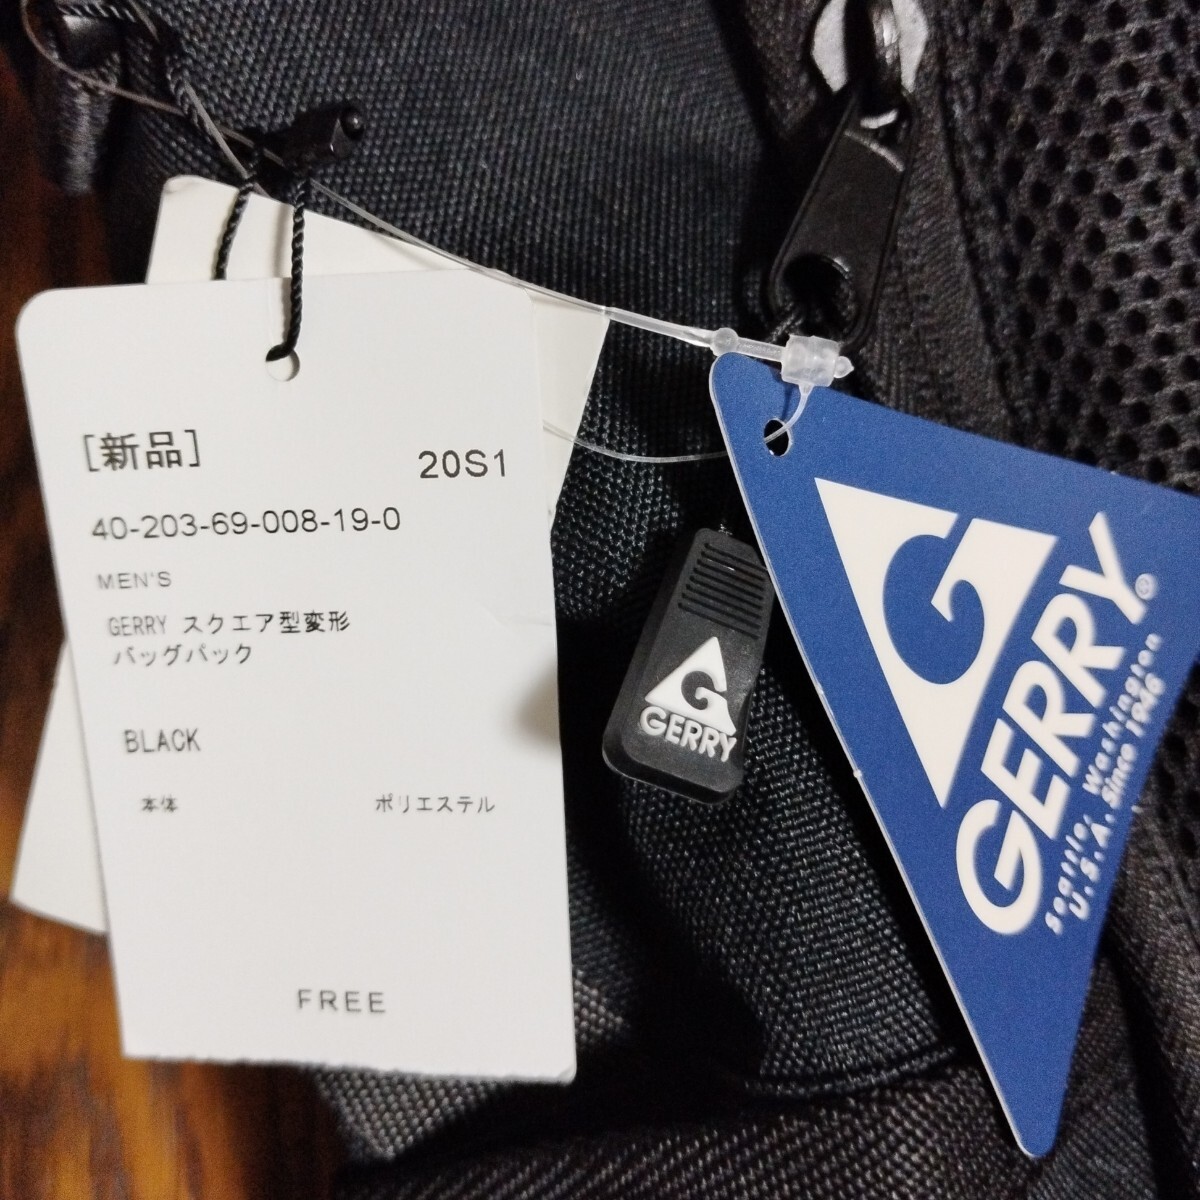 [新品]
20S1
40-203-69-008-19-0
MEN'S
GERRY スクエア型変形
バッグパック
BLACK
本体 ポリエステル
FREE
G
GERRY
G
GERRY®
Seattle, Washington
U.S.A. Since 1946